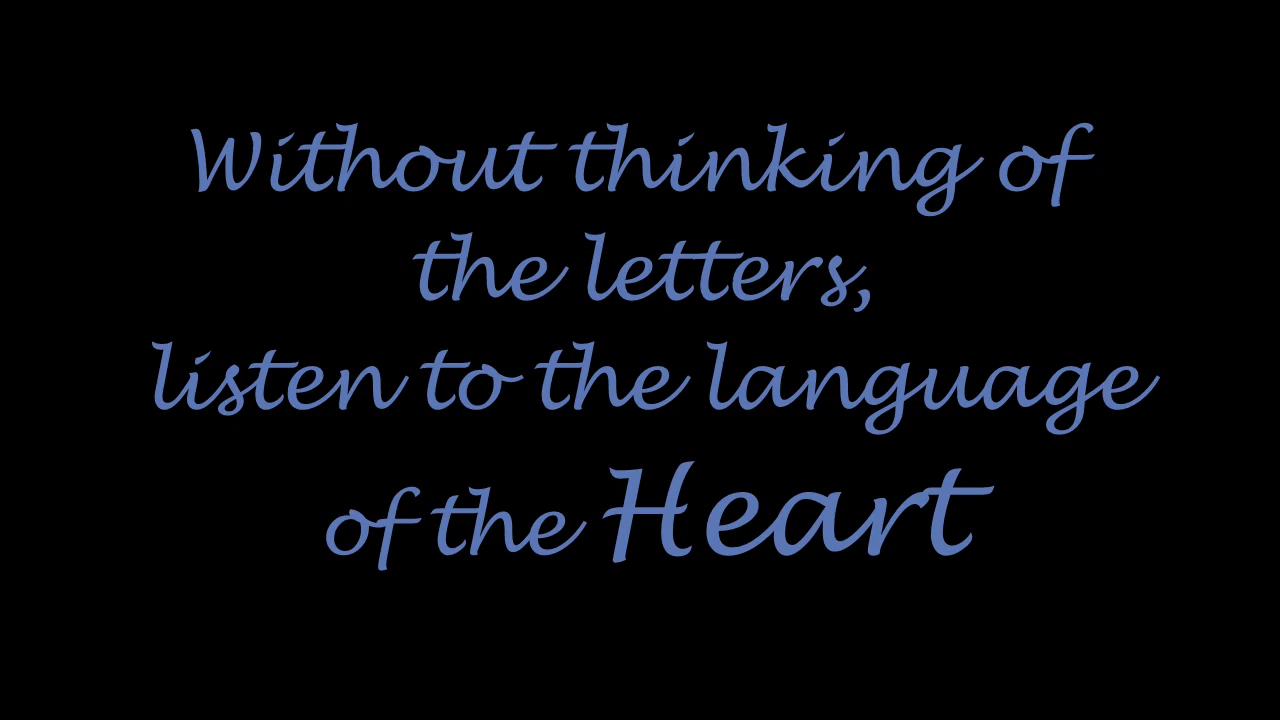 Without thinking of
the letters,
listen to the language
of the Heart